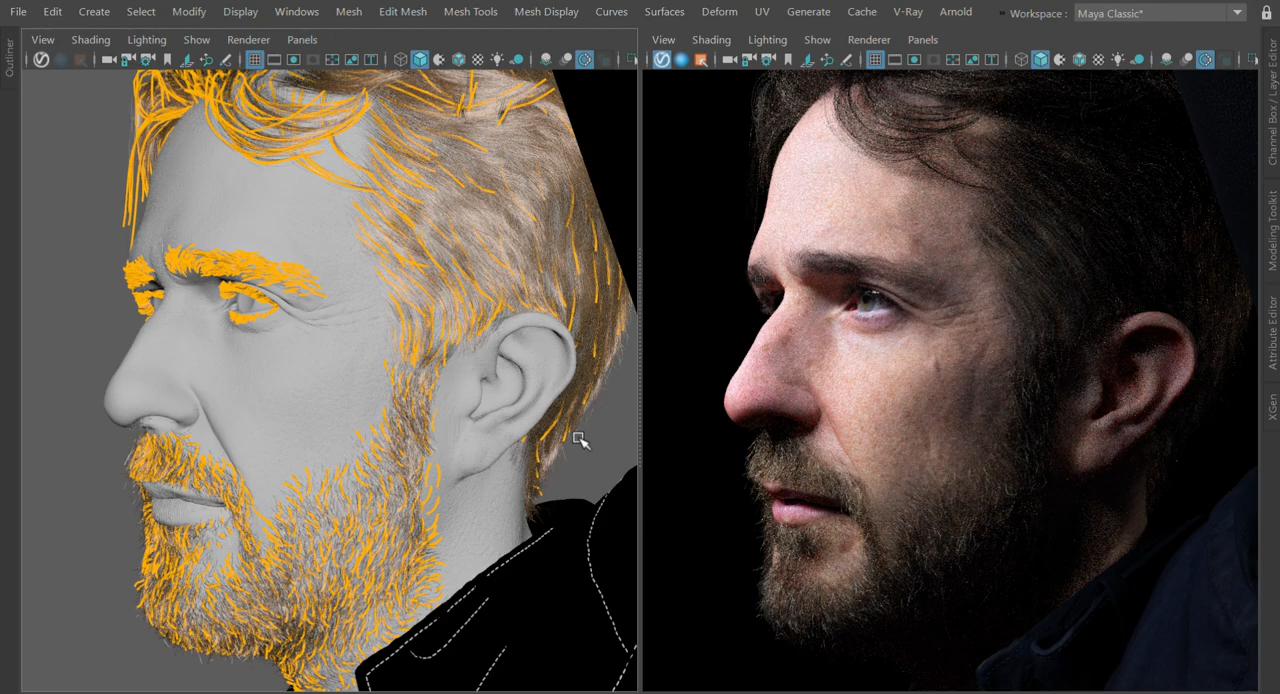 File Edit Create Select Modify Display Windows Mesh Edit Mesh Mesh Tools Mesh Display Curves Surfaces Deform UV Generate Cache V-Ray Arnold » Workspace : Maya Classic*
View Shading Lighting Show Renderer Panels
View Shading Lighting Show Renderer Panels
Outliner
Channel Box / Layer Editor
Modeling Toolkit
Attribute Editor
XGen